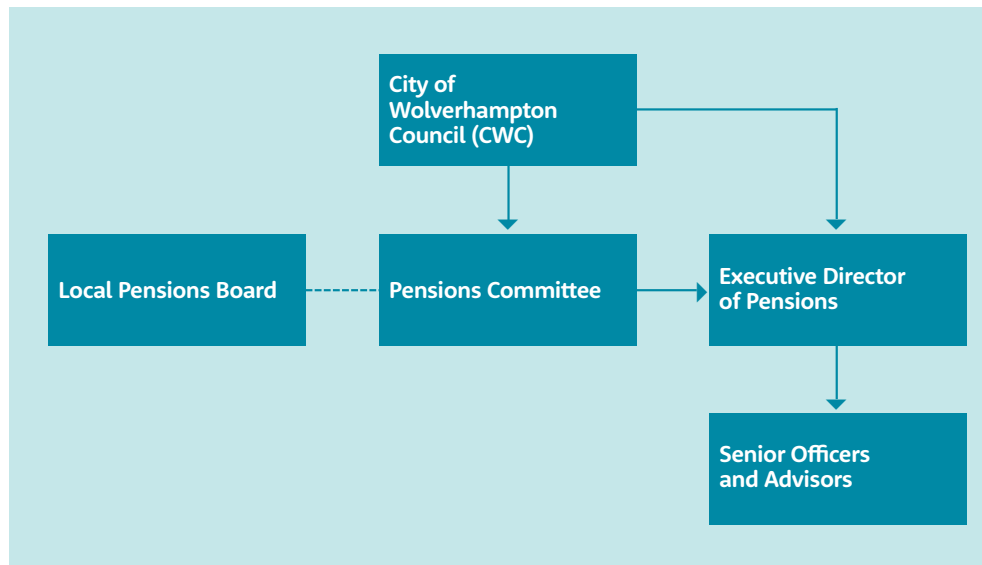 City of
Wolverhampton
Council (CWC)
Local Pensions Board
Pensions Committee
Executive Director
of Pensions
Senior Officers
and Advisors